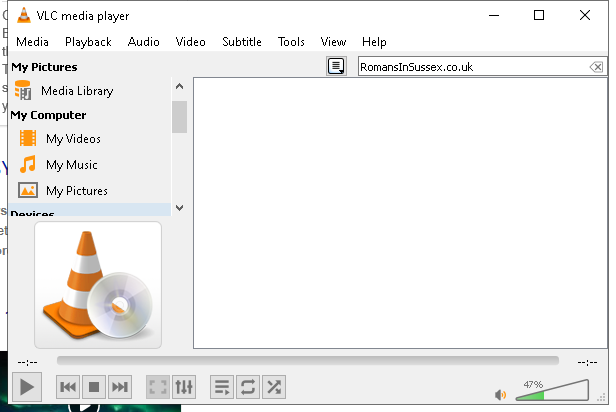 VLC media player
Media Playback Audio Video Subtitle Tools View Help
My Pictures
RomansInSussex.co.uk
Media Library
My Computer
My Videos
My Music
My Pictures
Devices
--:--
--:--
47%